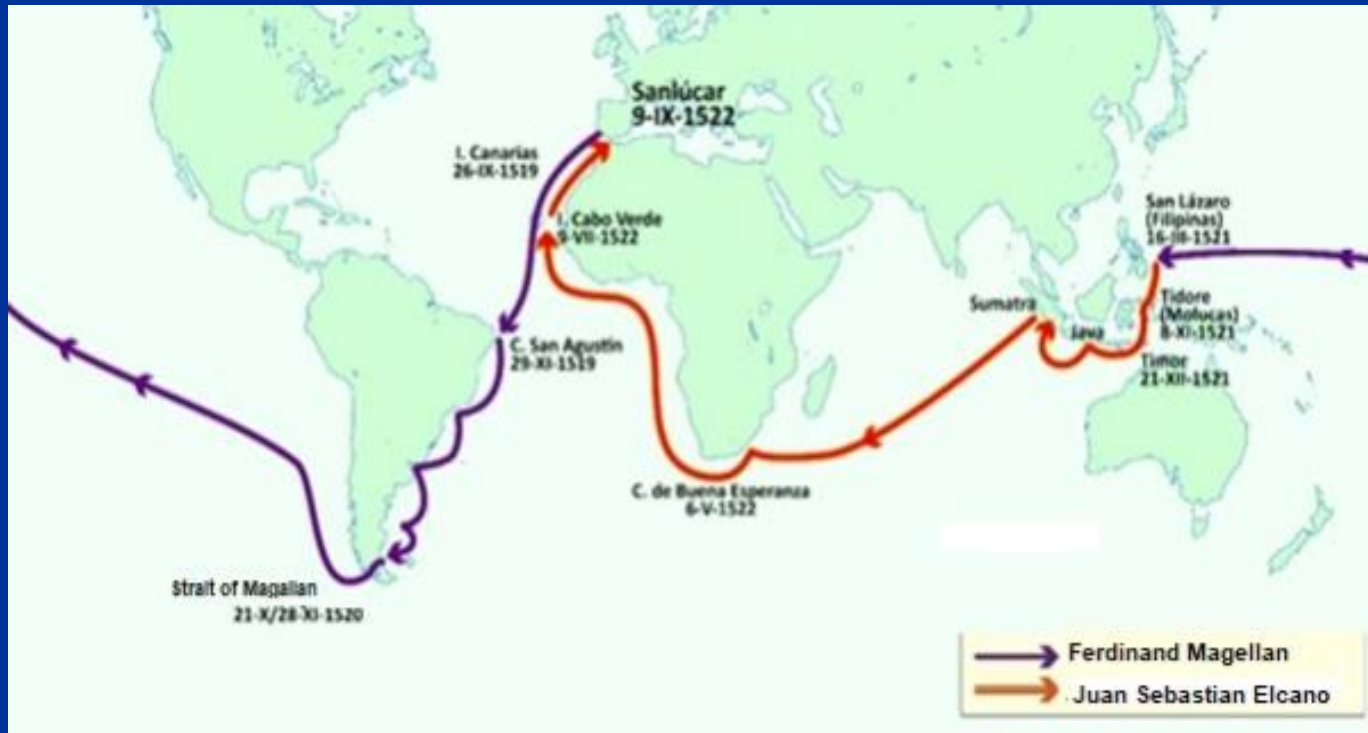 Sanlúcar
9-IX-1522
I. Canarias
26-IX-1519
I. Cabo Verde
9-VII-1522
San Lázaro
(Filipinas)
16-III-1521
Sumatra
Java
Tidore
(Molucas)
8-XI-1521
Timor
21-XII-1521
C. San Agustín
29-XI-1519
C. de Buena Esperanza
6-V-1522
Strait of Magallan
21-X/28-XI-1520
Ferdinand Magellan
Juan Sebastian Elcano